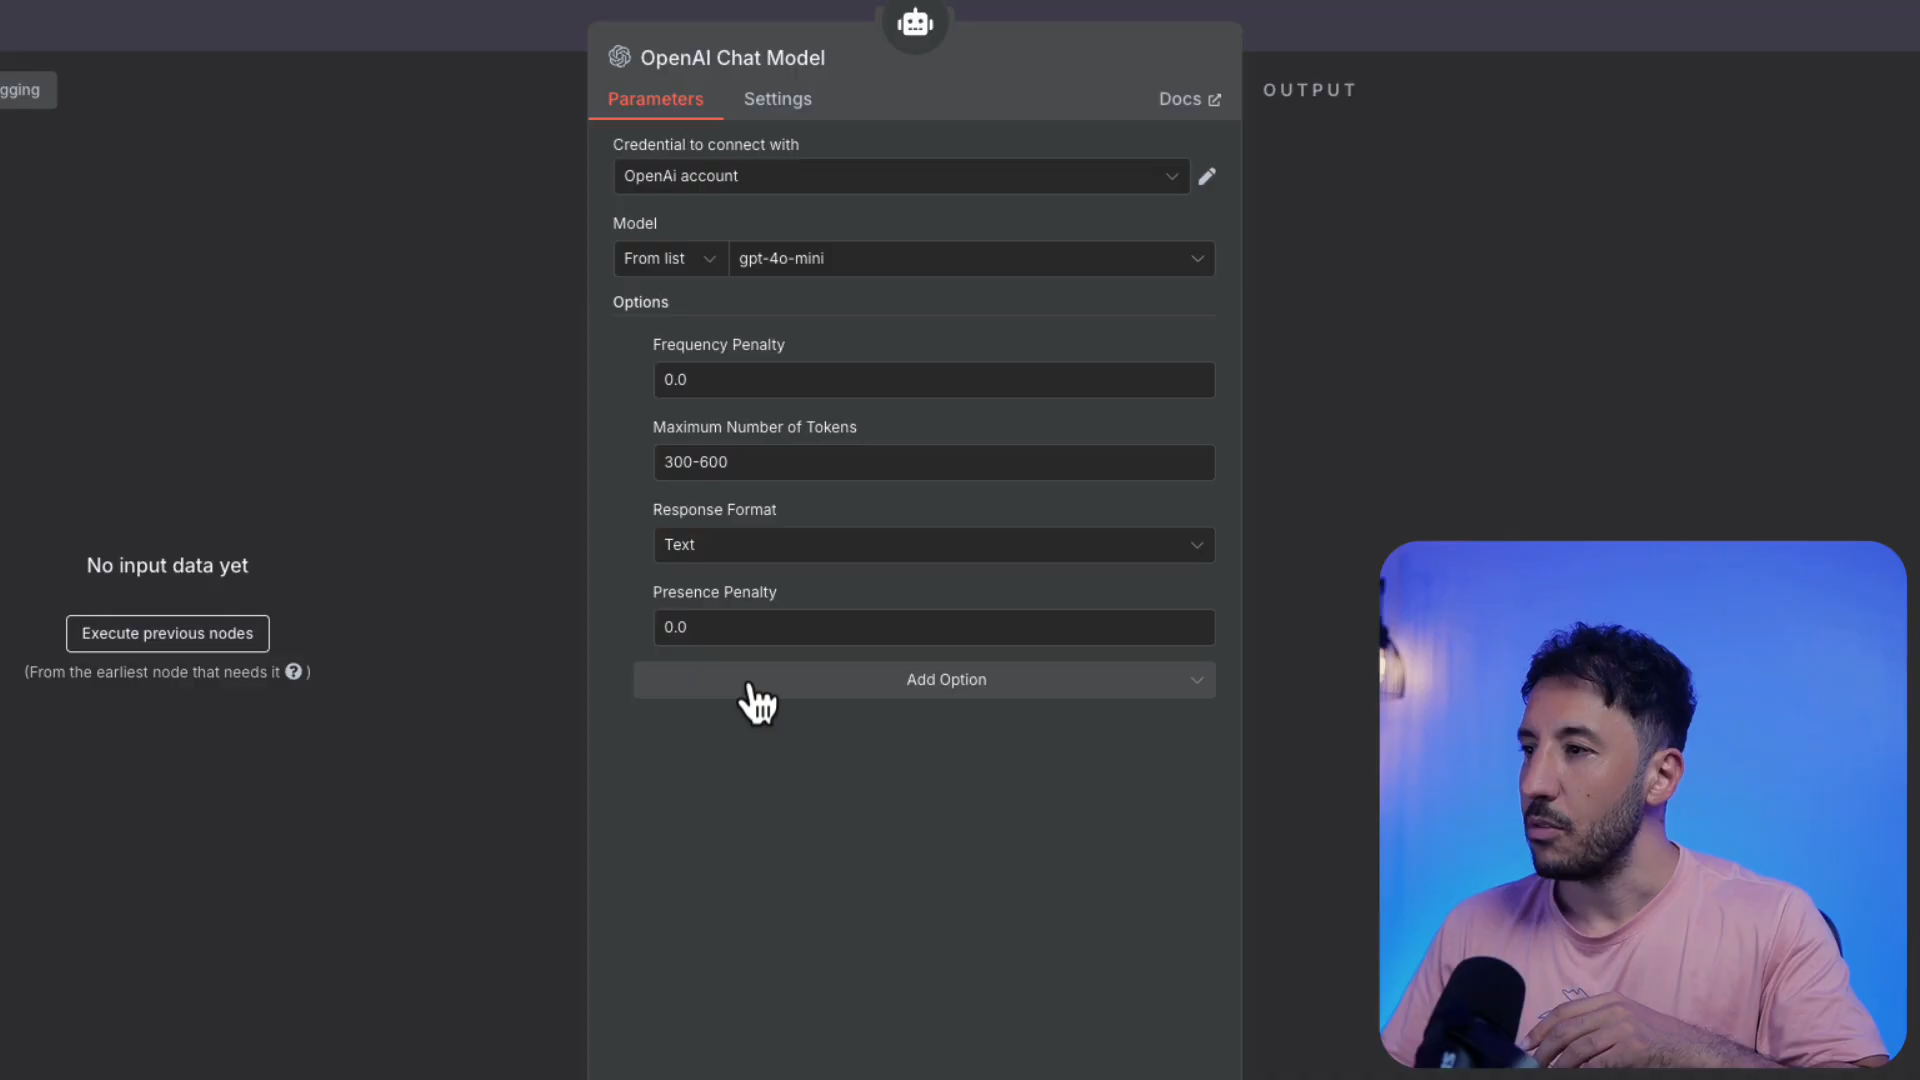 OpenAI Chat Model
gging
Parameters
Settings
Docs
OUTPUT
Credential to connect with
OpenAi account
Model
From list
gpt-4o-mini
Options
Frequency Penalty
0.0
Maximum Number of Tokens
300-600
Response Format
Text
Presence Penalty
0.0
Add Option
No input data yet
Execute previous nodes
(From the earliest node that needs it ? )